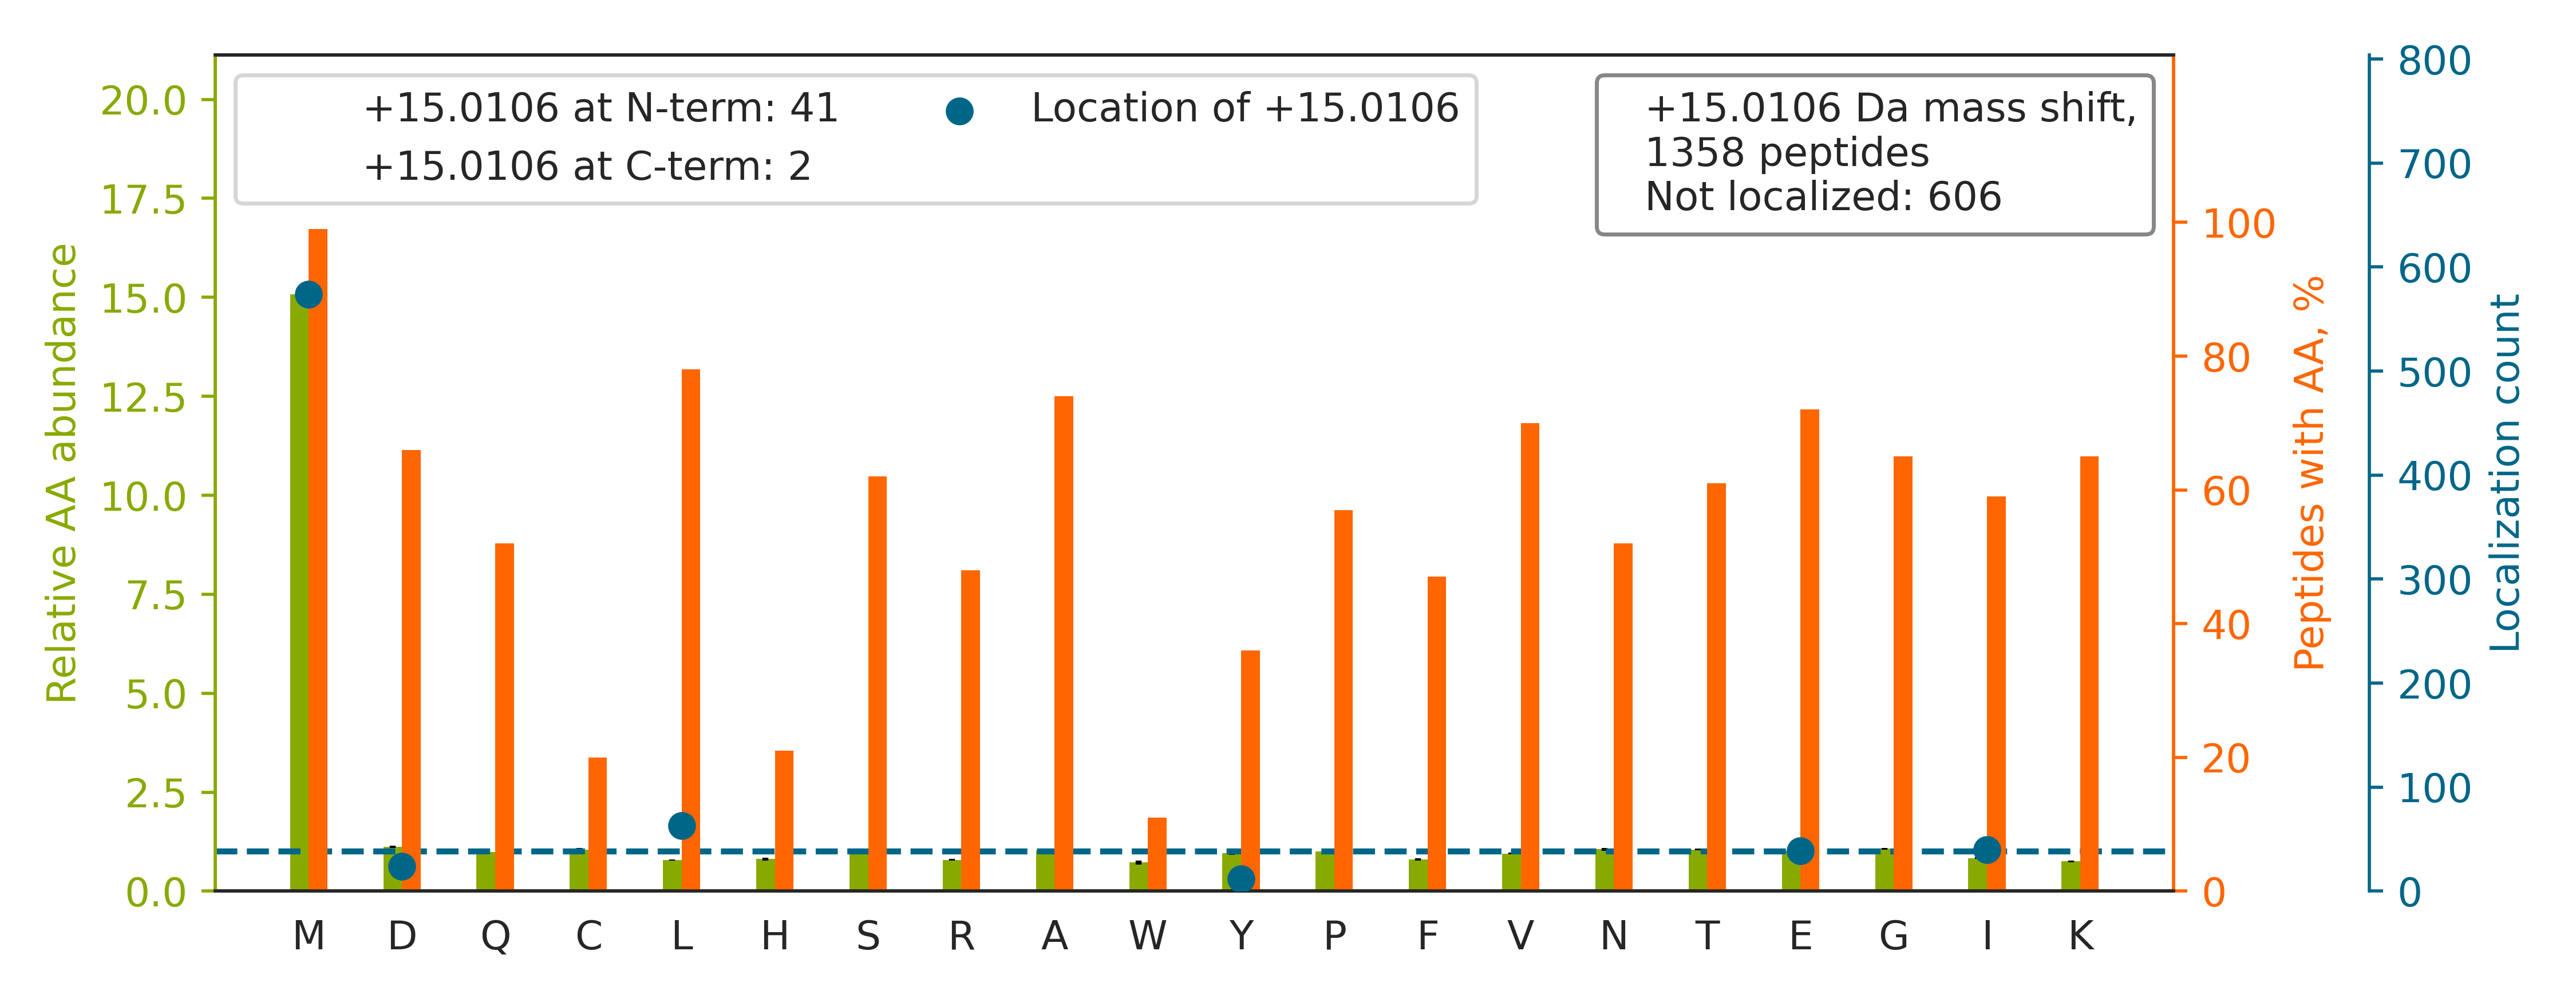 +15.0106 at N-term: 41
+15.0106 at C-term: 2
Location of +15.0106
+15.0106 Da mass shift,
1358 peptides
Not localized: 606
Relative AA abundance
20.0
17.5
15.0
12.5
10.0
7.5
5.0
2.5
0.0
M D Q C L H S R A W Y P F V N T E G I K
100
80
60
40
20
0
Peptides with AA, %
800
700
600
500
400
300
200
100
0
Localization count